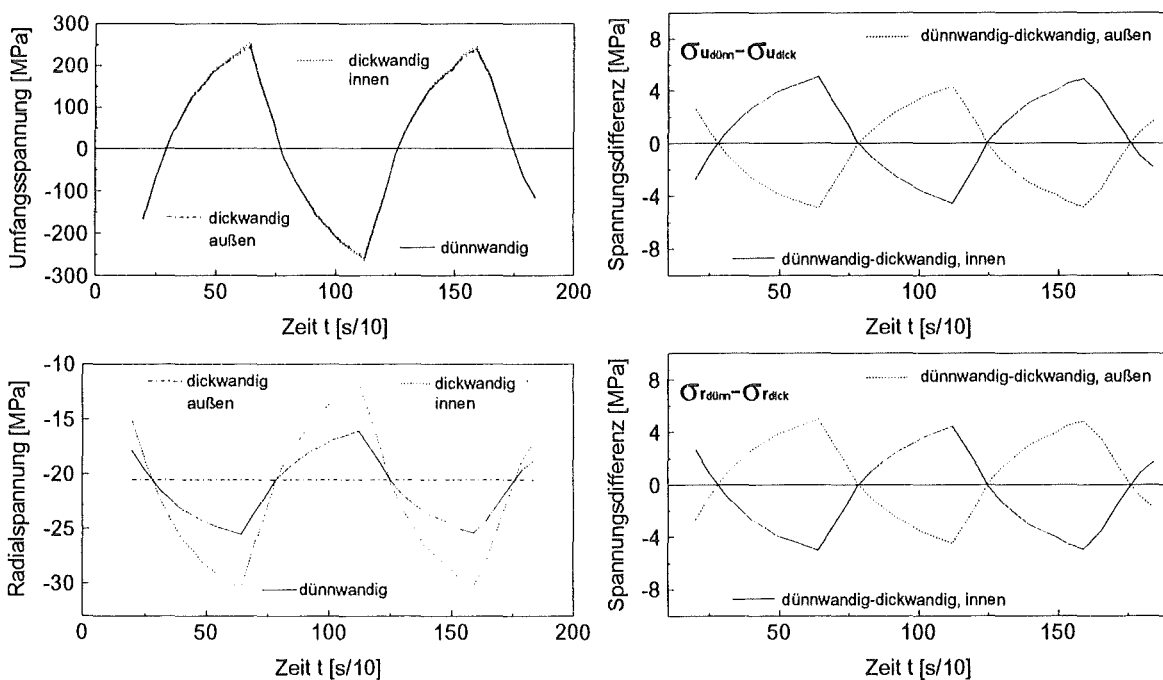 300
200
100
0
-100
-200
-300
Umfangsspannung [MPa]
dickwandig
innen
dickwandig
außen
dünnwandig
0
50
100
150
200
Zeit t [s/10]
8
4
0
-4
-8
Spannungsdifferenz [MPa]
σudünn-σudick
dünnwandig-dickwandig, außen
dünnwandig-dickwandig, innen
50
100
150
Zeit t [s/10]
-10
-15
-20
-25
-30
Radialspannung [MPa]
dickwandig
außen
dickwandig
innen
dünnwandig
0
50
100
150
200
Zeit t [s/10]
8
4
0
-4
-8
Spannungsdifferenz [MPa]
σrdünn-σrdick
dünnwandig-dickwandig, außen
dünnwandig-dickwandig, innen
50
100
150
Zeit t [s/10]